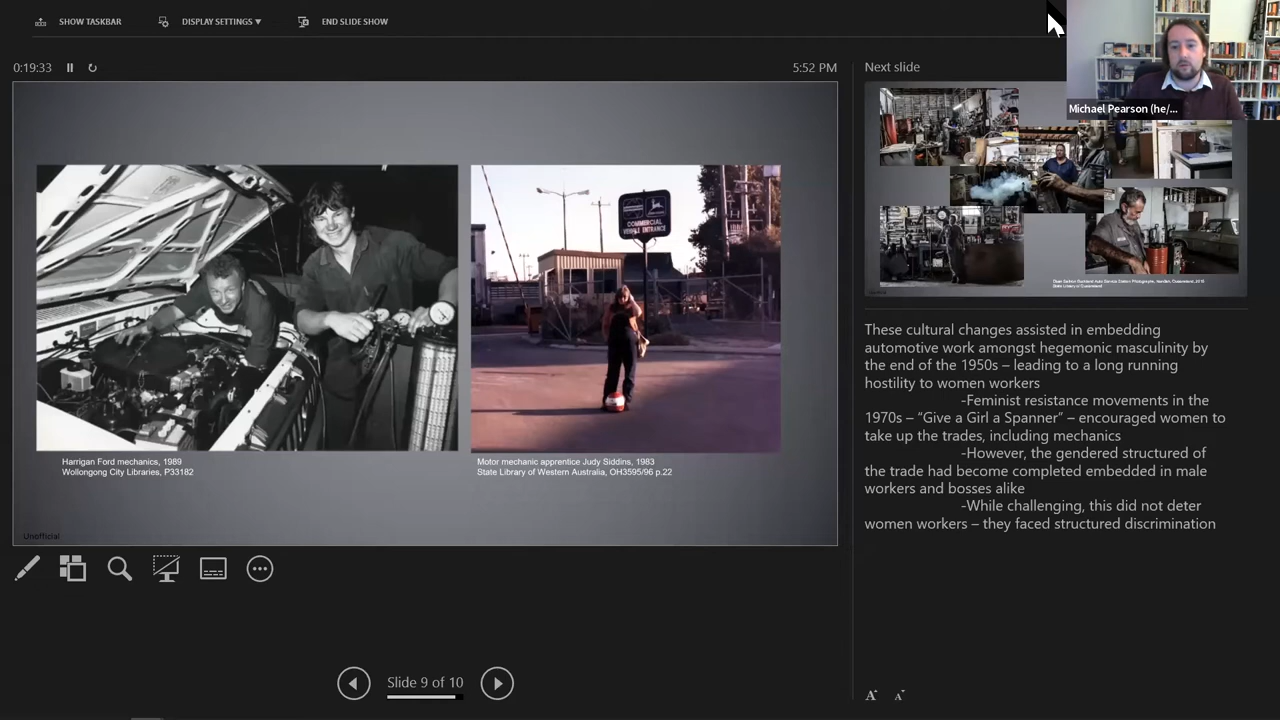 SHOW TASKBAR
DISPLAY SETTINGS ▼
END SLIDE SHOW
0:19:33
5:52 PM
Next slide
Michael Pearson (he/...
COMMERCIAL
VEHICLE ENTRANCE
Harrigan Ford mechanics, 1989
Wollongong City Libraries, P33182
Motor mechanic apprentice Judy Siddins, 1983
State Library of Western Australia, OH3595/96 p.22
Unofficial
These cultural changes assisted in embedding
automotive work amongst hegemonic masculinity by
the end of the 1950s – leading to a long running
hostility to women workers
-Feminist resistance movements in the
1970s – “Give a Girl a Spanner” – encouraged women to
take up the trades, including mechanics
-However, the gendered structured of
the trade had become completed embedded in male
workers and bosses alike
-While challenging, this did not deter
women workers – they faced structured discrimination
Slide 9 of 10
A A